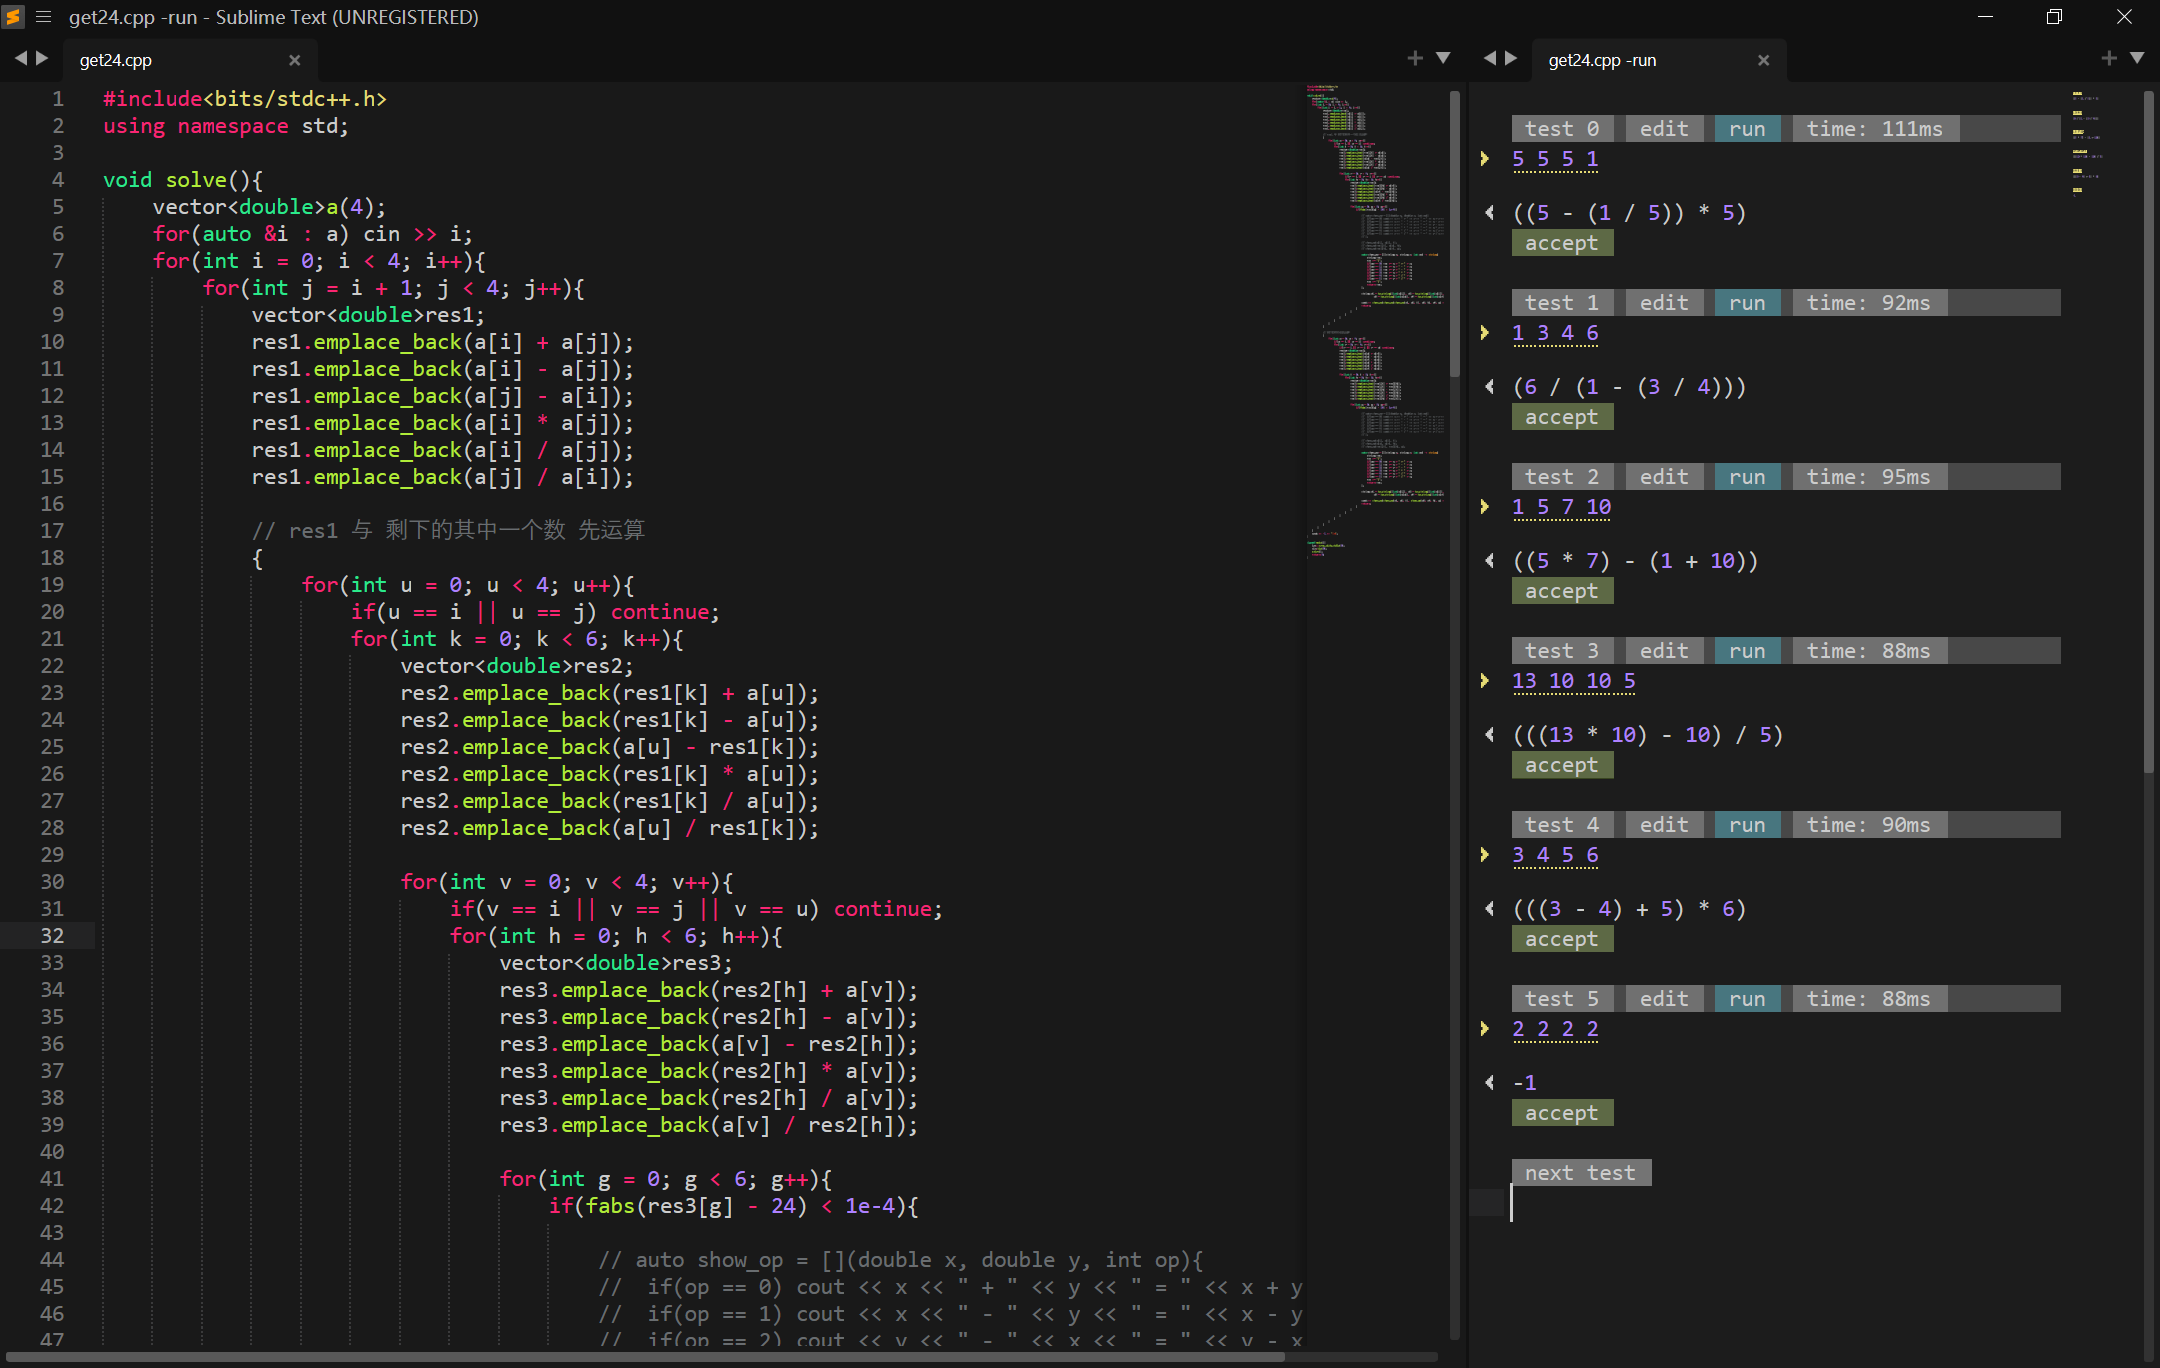 get24.cpp -run - Sublime Text (UNREGISTERED)
get24.cpp
1 #include<bits/stdc++.h>
2 using namespace std;
3
4 void solve(){
5 vector<double>a(4);
6 for(auto &i : a) cin >> i;
7 for(int i = 0; i < 4; i++){
8 for(int j = i + 1; j < 4; j++){
9 vector<double>res1;
10 res1.emplace_back(a[i] + a[j]);
11 res1.emplace_back(a[i] - a[j]);
12 res1.emplace_back(a[j] - a[i]);
13 res1.emplace_back(a[i] * a[j]);
14 res1.emplace_back(a[i] / a[j]);
15 res1.emplace_back(a[j] / a[i]);
16
17 // res1 与 剩下的其中一个数 先运算
18 {
19 for(int u = 0; u < 4; u++){
20 if(u == i || u == j) continue;
21 for(int k = 0; k < 6; k++){
22 vector<double>res2;
23 res2.emplace_back(res1[k] + a[u]);
24 res2.emplace_back(res1[k] - a[u]);
25 res2.emplace_back(a[u] - res1[k]);
26 res2.emplace_back(res1[k] * a[u]);
27 res2.emplace_back(res1[k] / a[u]);
28 res2.emplace_back(a[u] / res1[k]);
29
30 for(int v = 0; v < 4; v++){
31 if(v == i || v == j || v == u) continue;
32 for(int h = 0; h < 6; h++){
33 vector<double>res3;
34 res3.emplace_back(res2[h] + a[v]);
35 res3.emplace_back(res2[h] - a[v]);
36 res3.emplace_back(a[v] - res2[h]);
37 res3.emplace_back(res2[h] * a[v]);
38 res3.emplace_back(res2[h] / a[v]);
39 res3.emplace_back(a[v] / res2[h]);
40
41 for(int g = 0; g < 6; g++){
42 if(fabs(res3[g] - 24) < 1e-4){
43
44 // auto show_op = [](double x, double y, int op){
45 // if(op == 0) cout << x << " + " << y << " = " << x + y
46 // if(op == 1) cout << x << " - " << y << " = " << x - y
47 // if(op == 2) cout << y << " - " << x << " = " << y - x
get24.cpp -run
test 0 edit run time: 111ms
5 5 5 1
((5 - (1 / 5)) * 5)
accept
test 1 edit run time: 92ms
1 3 4 6
(6 / (1 - (3 / 4)))
accept
test 2 edit run time: 95ms
1 5 7 10
((5 * 7) - (1 + 10))
accept
test 3 edit run time: 88ms
13 10 10 5
(((13 * 10) - 10) / 5)
accept
test 4 edit run time: 90ms
3 4 5 6
(((3 - 4) + 5) * 6)
accept
test 5 edit run time: 88ms
2 2 2 2
-1
accept
next test